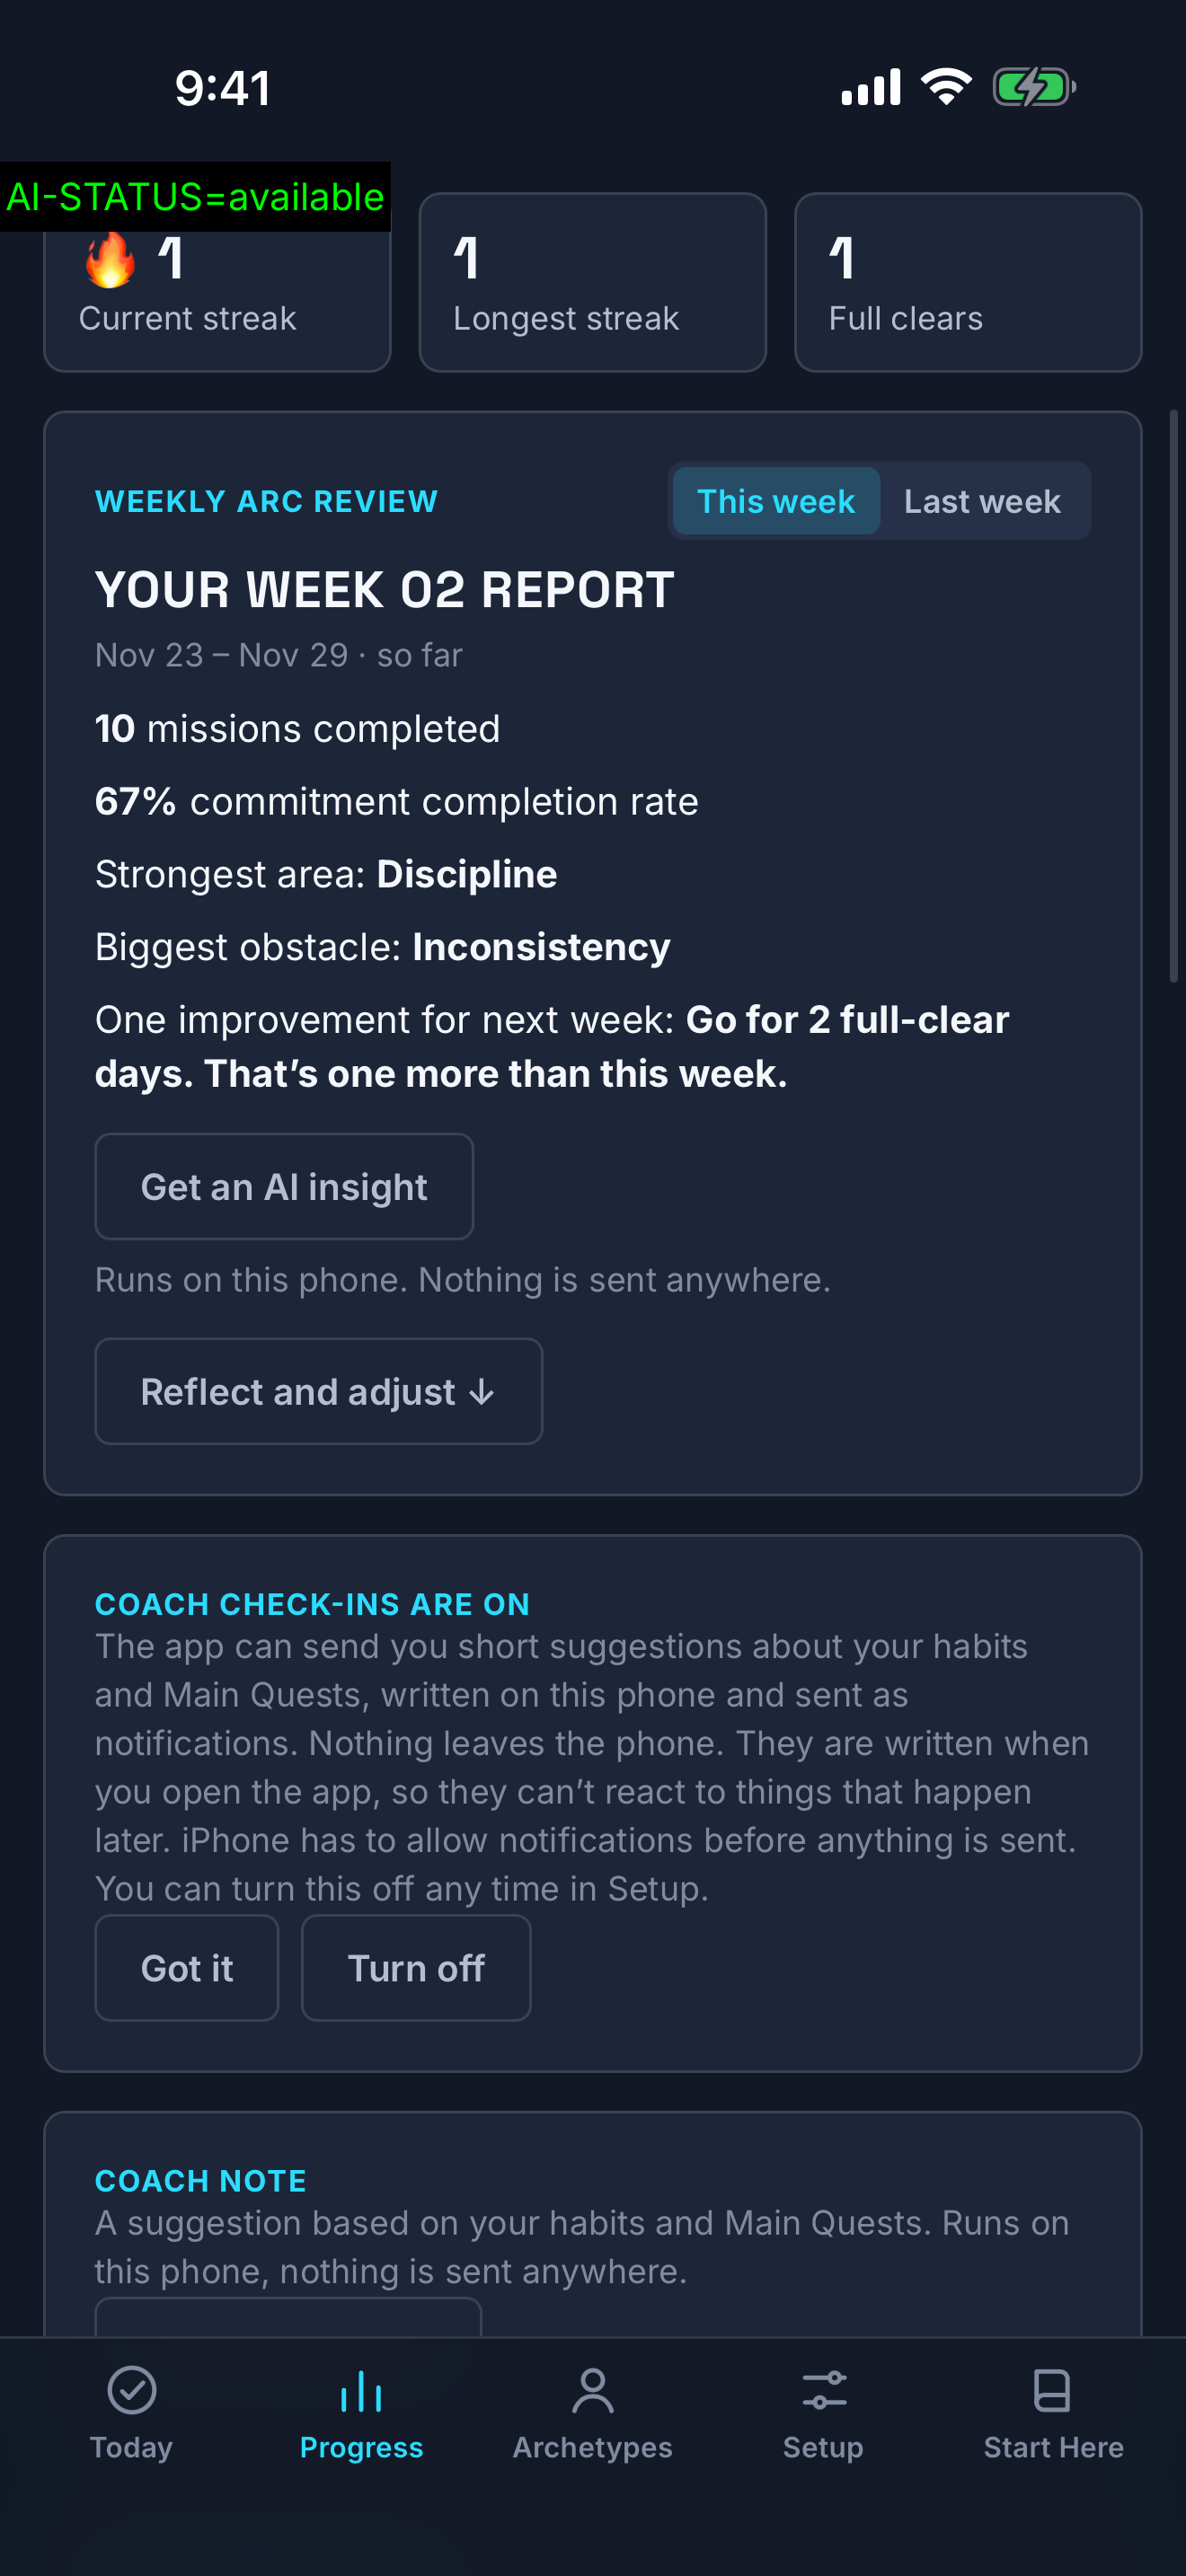 9:41
AI-STATUS=available
🔥 1
Current streak
1
Longest streak
1
Full clears
WEEKLY ARC REVIEW
This week
Last week
YOUR WEEK 02 REPORT
Nov 23 – Nov 29 · so far
10 missions completed
67% commitment completion rate
Strongest area: Discipline
Biggest obstacle: Inconsistency
One improvement for next week: Go for 2 full-clear
days. That’s one more than this week.
Get an AI insight
Runs on this phone. Nothing is sent anywhere.
Reflect and adjust ↓
COACH CHECK-INS ARE ON
The app can send you short suggestions about your habits
and Main Quests, written on this phone and sent as
notifications. Nothing leaves the phone. They are written when
you open the app, so they can’t react to things that happen
later. iPhone has to allow notifications before anything is sent.
You can turn this off any time in Setup.
Got it
Turn off
COACH NOTE
A suggestion based on your habits and Main Quests. Runs on
this phone, nothing is sent anywhere.
Today
Progress
Archetypes
Setup
Start Here